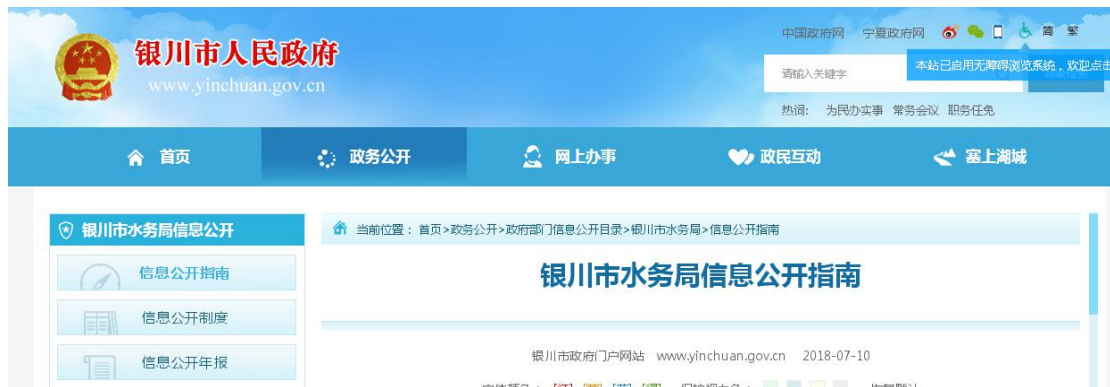 中国政府网 宁夏政府网 简 繁
银川市人民政府
www.yinchuan.gov.cn
本站已启用无障碍浏览系统，欢迎点击
请输入关键字
热词： 为民办实事 常务会议 职务任免
首页 政务公开 网上办事 政民互动 塞上湖城
银川市水务局信息公开
当前位置：首页>政务公开>政府部门信息公开目录>银川市水务局>信息公开指南
信息公开指南
银川市水务局信息公开指南
信息公开制度
信息公开年报
银川市政府门户网站 www.yinchuan.gov.cn 2018-07-10